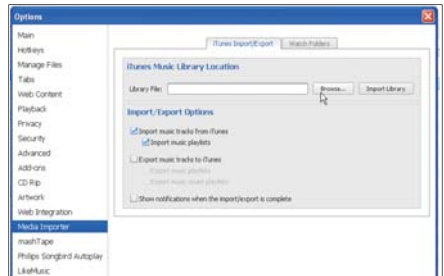 Options
Main
Hotkeys
Manage Files
Tabs
Web Content
Playback
Privacy
Security
Advanced
Add-ons
CD Rip
Artwork
Web Integration
Media Importer
mashTape
Philips Songbird Autoplay
LikeMusic
iTunes Import/Export
Watch Folders
iTunes Music Library Location
Library File:
Browse...
Import Library
Import/Export Options
Import music tracks from iTunes
Import music playlists
Export music tracks to iTunes
Export music playlists
Export music smart playlists
Show notifications when the import/export is complete